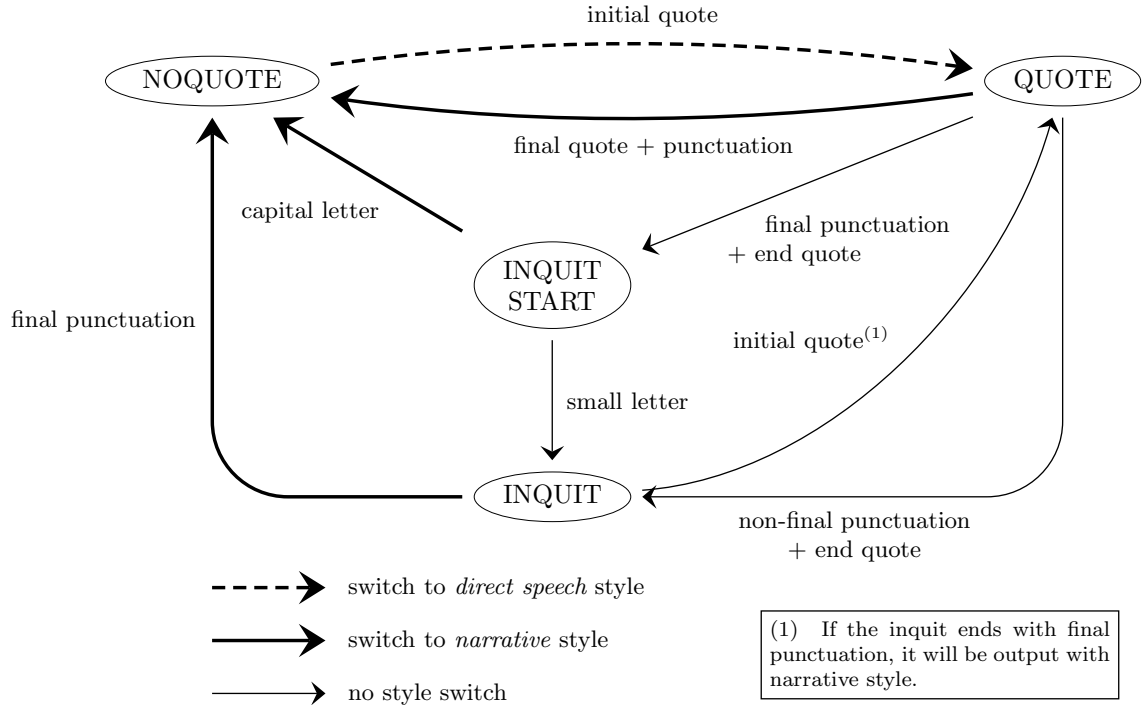 initial quote
NOQUOTE
QUOTE
final quote + punctuation
capital letter
final punctuation
+ end quote
INQUIT
START
final punctuation
initial quote(1)
small letter
INQUIT
non-final punctuation
+ end quote
switch to direct speech style
switch to narrative style
no style switch
(1) If the inquit ends with final
punctuation, it will be output with
narrative style.